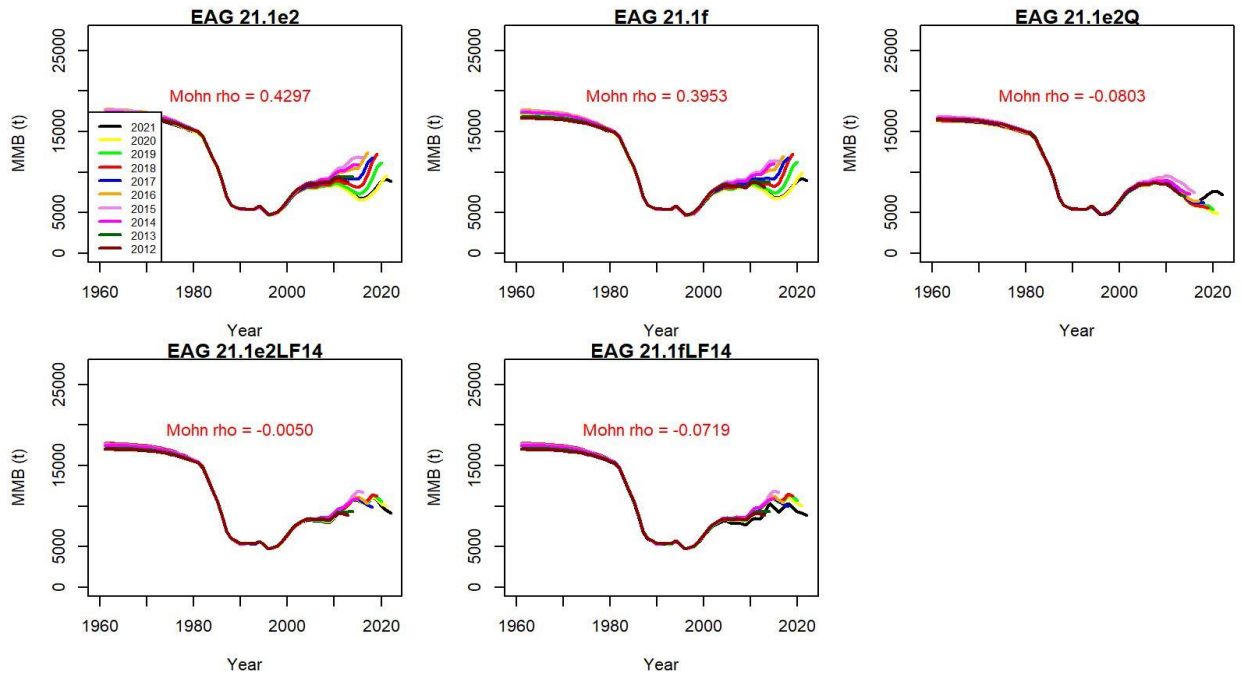 EAG 21.1e2
MMB (t)
25000
15000
5000
0
Mohn rho = 0.4297
2021
2020
2019
2018
2017
2016
2015
2014
2013
2012
1960 1980 2000 2020
Year
EAG 21.1f
MMB (t)
25000
15000
5000
0
Mohn rho = 0.3953
1960 1980 2000 2020
Year
EAG 21.1e2Q
MMB (t)
25000
15000
5000
0
Mohn rho = -0.0803
1960 1980 2000 2020
Year
EAG 21.1e2LF14
MMB (t)
25000
15000
5000
0
Mohn rho = -0.0050
1960 1980 2000 2020
Year
EAG 21.1fLF14
MMB (t)
25000
15000
5000
0
Mohn rho = -0.0719
1960 1980 2000 2020
Year